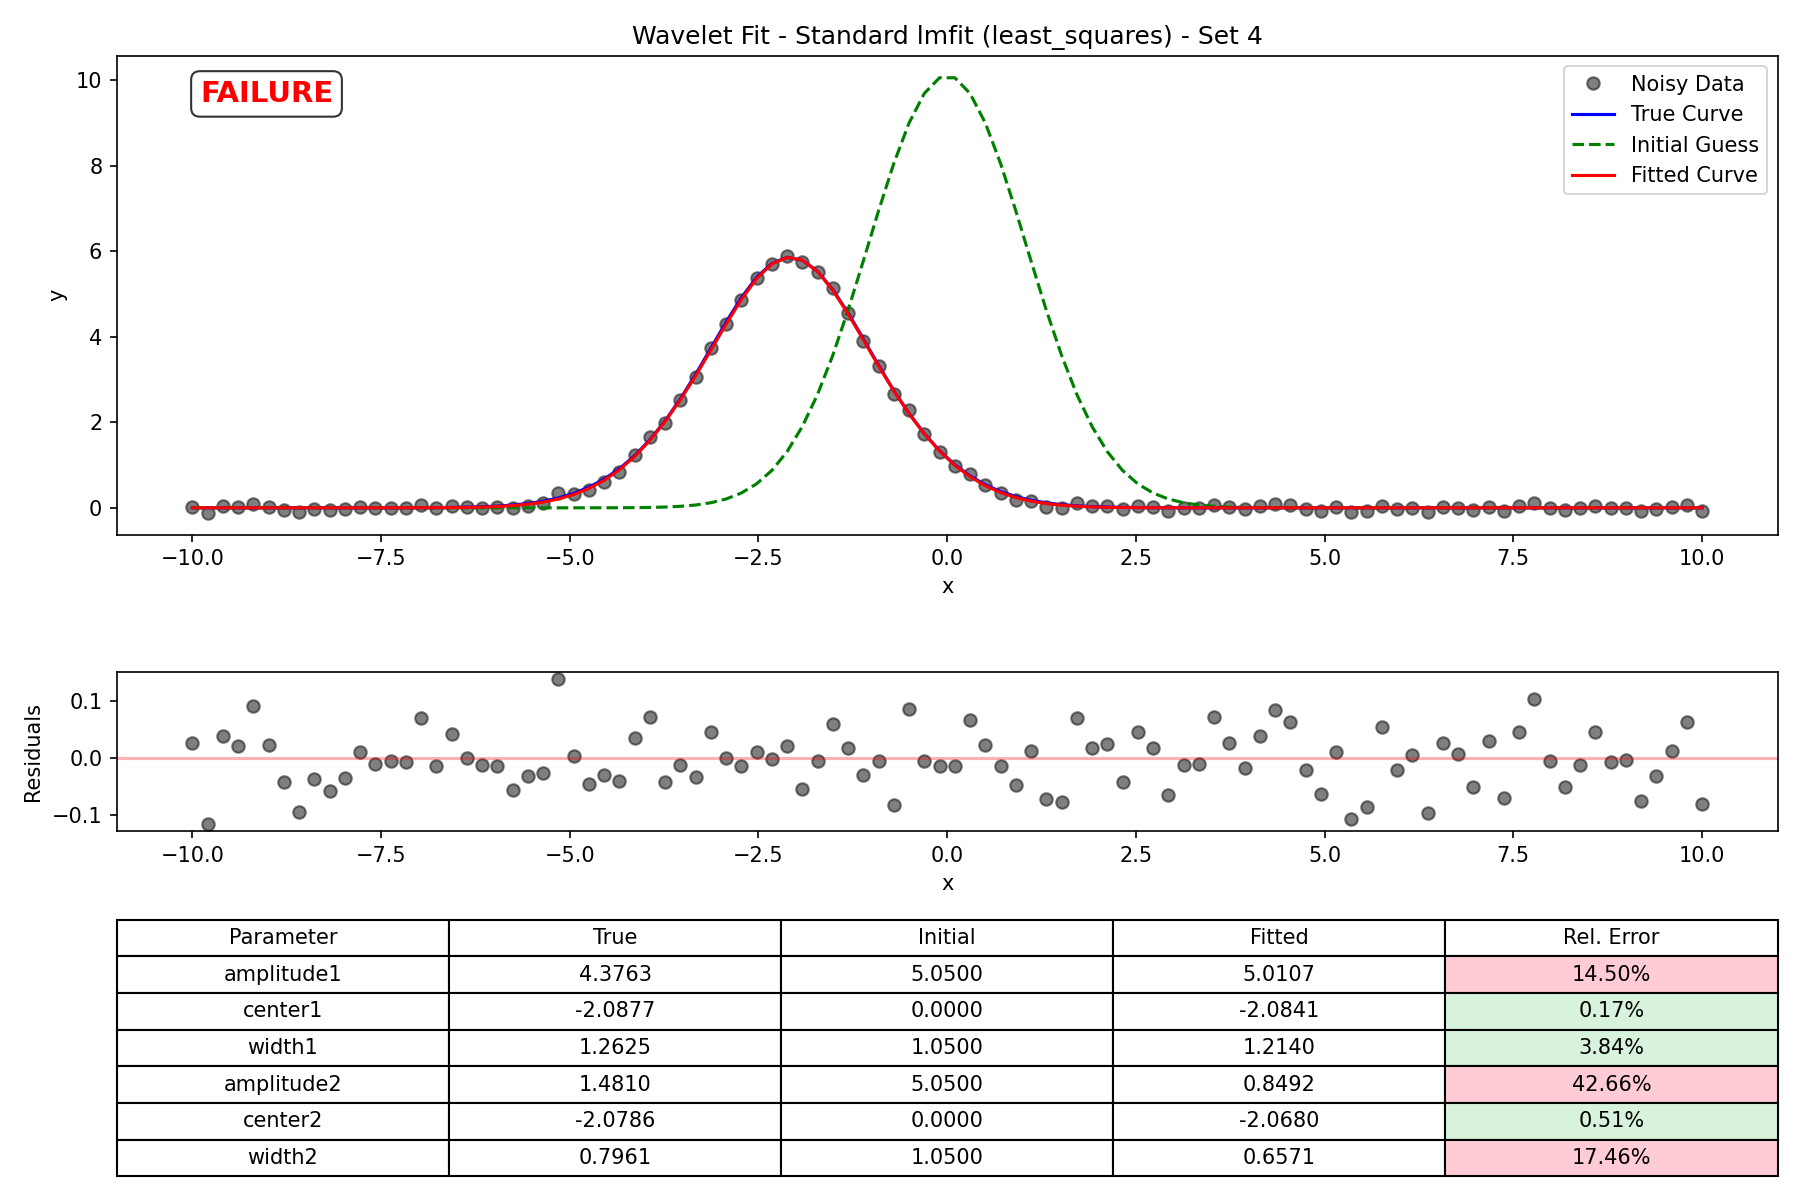 Wavelet Fit - Standard lmfit (least_squares) - Set 4
FAILURE
Noisy Data
True Curve
Initial Guess
Fitted Curve
10
8
6
4
2
0
y
−10.0 −7.5 −5.0 −2.5 0.0 2.5 5.0 7.5 10.0
x
0.1
0.0
−0.1
Residuals
−10.0 −7.5 −5.0 −2.5 0.0 2.5 5.0 7.5 10.0
x
Parameter True Initial Fitted Rel. Error
amplitude1 4.3763 5.0500 5.0107 14.50%
center1 -2.0877 0.0000 -2.0841 0.17%
width1 1.2625 1.0500 1.2140 3.84%
amplitude2 1.4810 5.0500 0.8492 42.66%
center2 -2.0786 0.0000 -2.0680 0.51%
width2 0.7961 1.0500 0.6571 17.46%